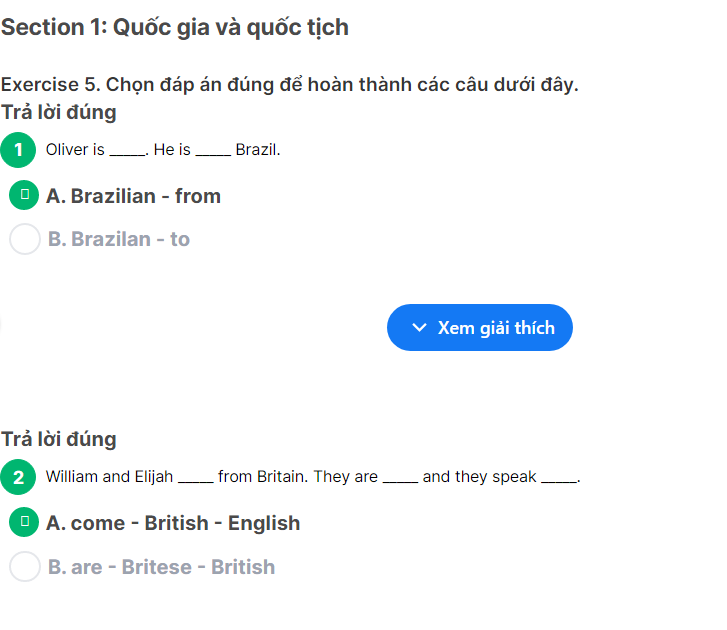 Section 1: Quốc gia và quốc tịch
Exercise 5. Chọn đáp án đúng để hoàn thành các câu dưới đây.
Trả lời đúng
1 Oliver is _____. He is _____ Brazil.
A. Brazilian - from
B. Brazilan - to
Xem giải thích
Trả lời đúng
2 William and Elijah _____ from Britain. They are _____ and they speak _____.
A. come - British - English
B. are - Britese - British